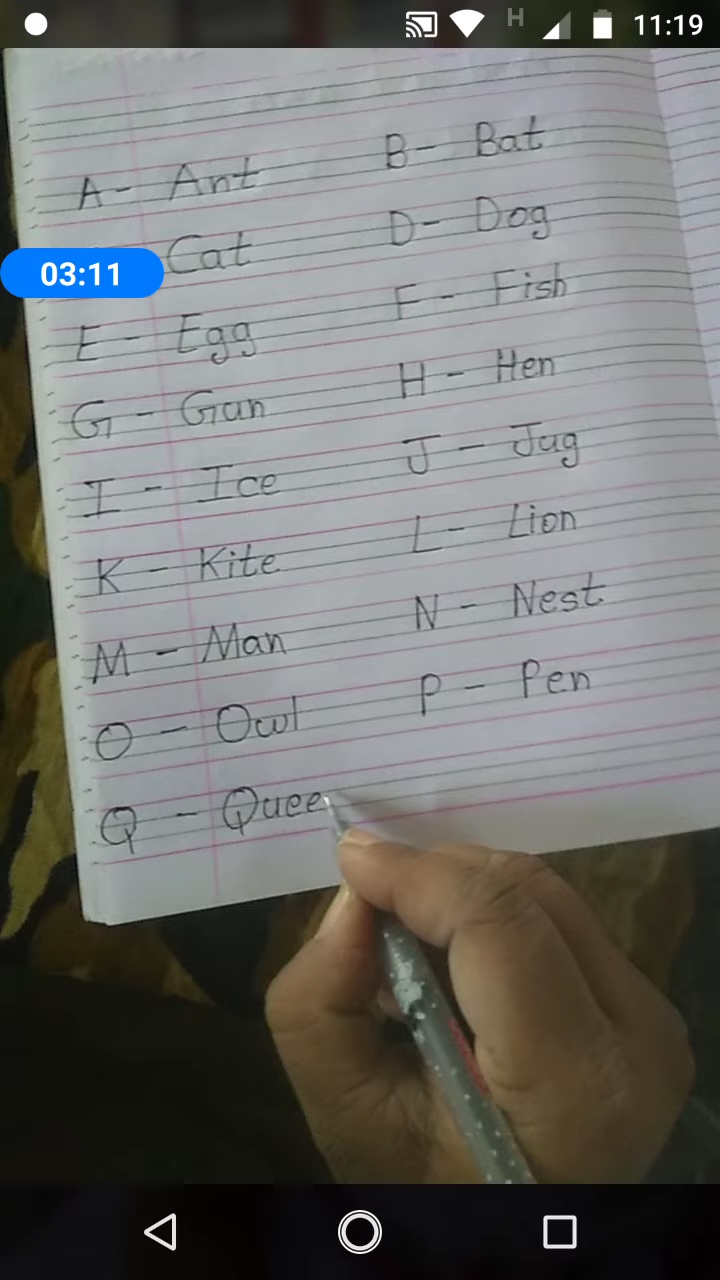 H 11:19
A - Ant B - Bat
Cat D - Dog
03:11
E - Egg F - Fish
G - Gun H - Hen
I - Ice J - Jug
K - Kite L - Lion
M - Man N - Nest
O - Owl P - Pen
Q - Quee